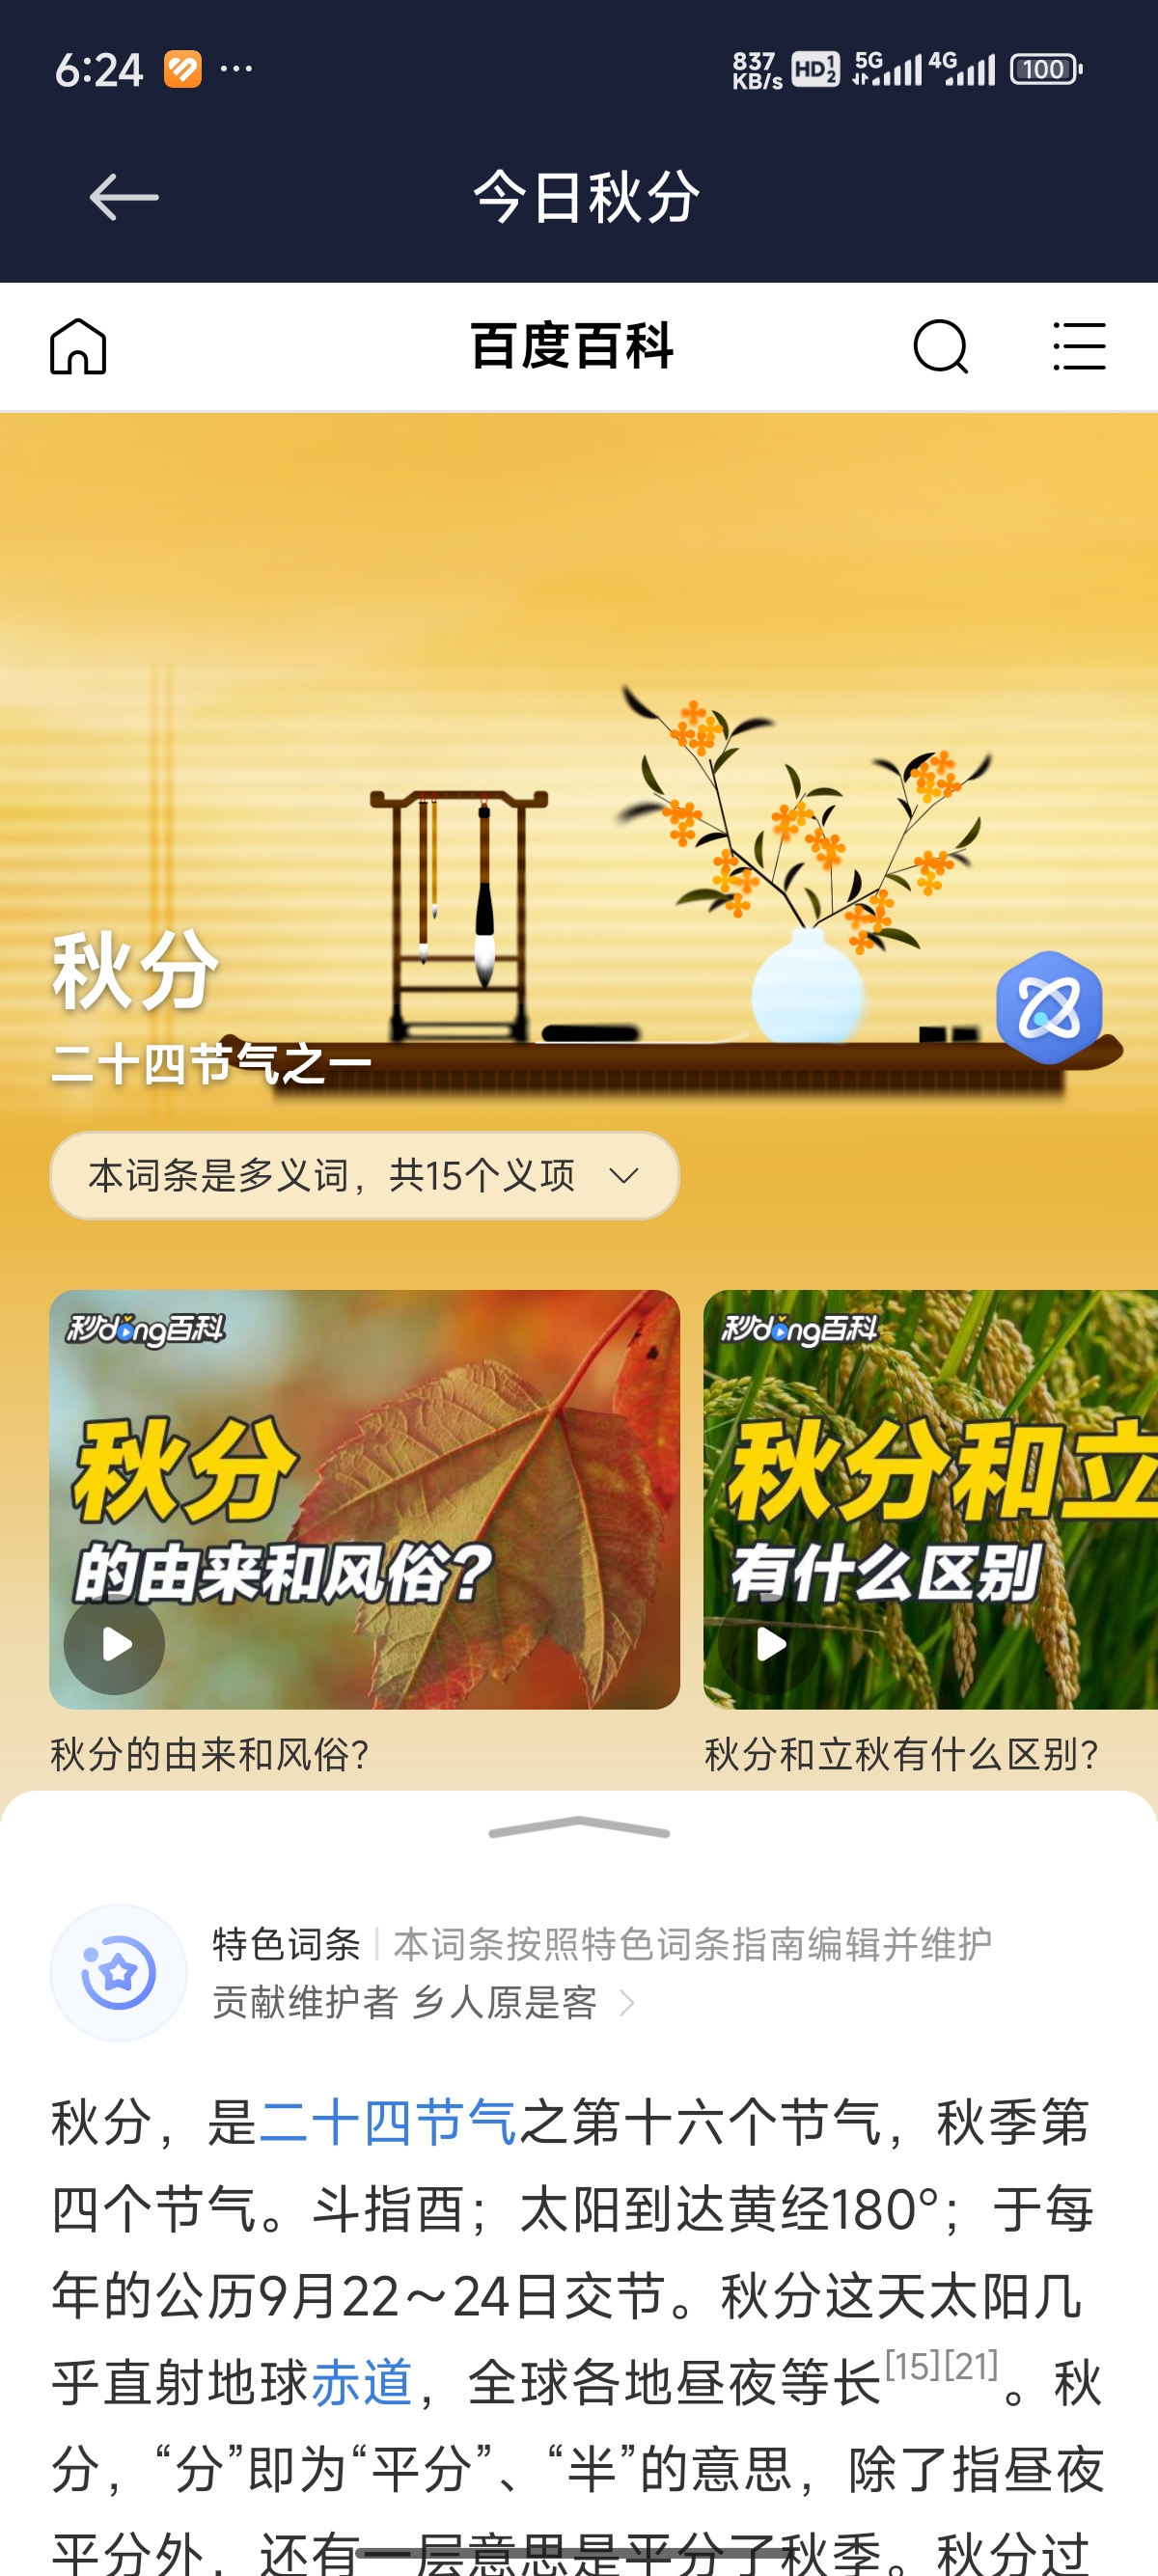 6:24 ··· 837 KB/s HD 1 2 5G 4G 100
今日秋分
百度百科
秋分
二十四节气之一
本词条是多义词，共15个义项
秒dong百科
秋分
的由来和风俗?
秒dong百科
秋分和立
有什么区别
秋分的由来和风俗?
秋分和立秋有什么区别?
特色词条 | 本词条按照特色词条指南编辑并维护
贡献维护者 乡人原是客
秋分，是二十四节气之第十六个节气，秋季第
四个节气。斗指酉；太阳到达黄经180°；于每
年的公历9月22～24日交节。秋分这天太阳几
乎直射地球赤道，全球各地昼夜等长[15][21]。秋
分，“分”即为“平分”、“半”的意思，除了指昼夜
平分外，还有一层意思是平分了秋季。秋分过